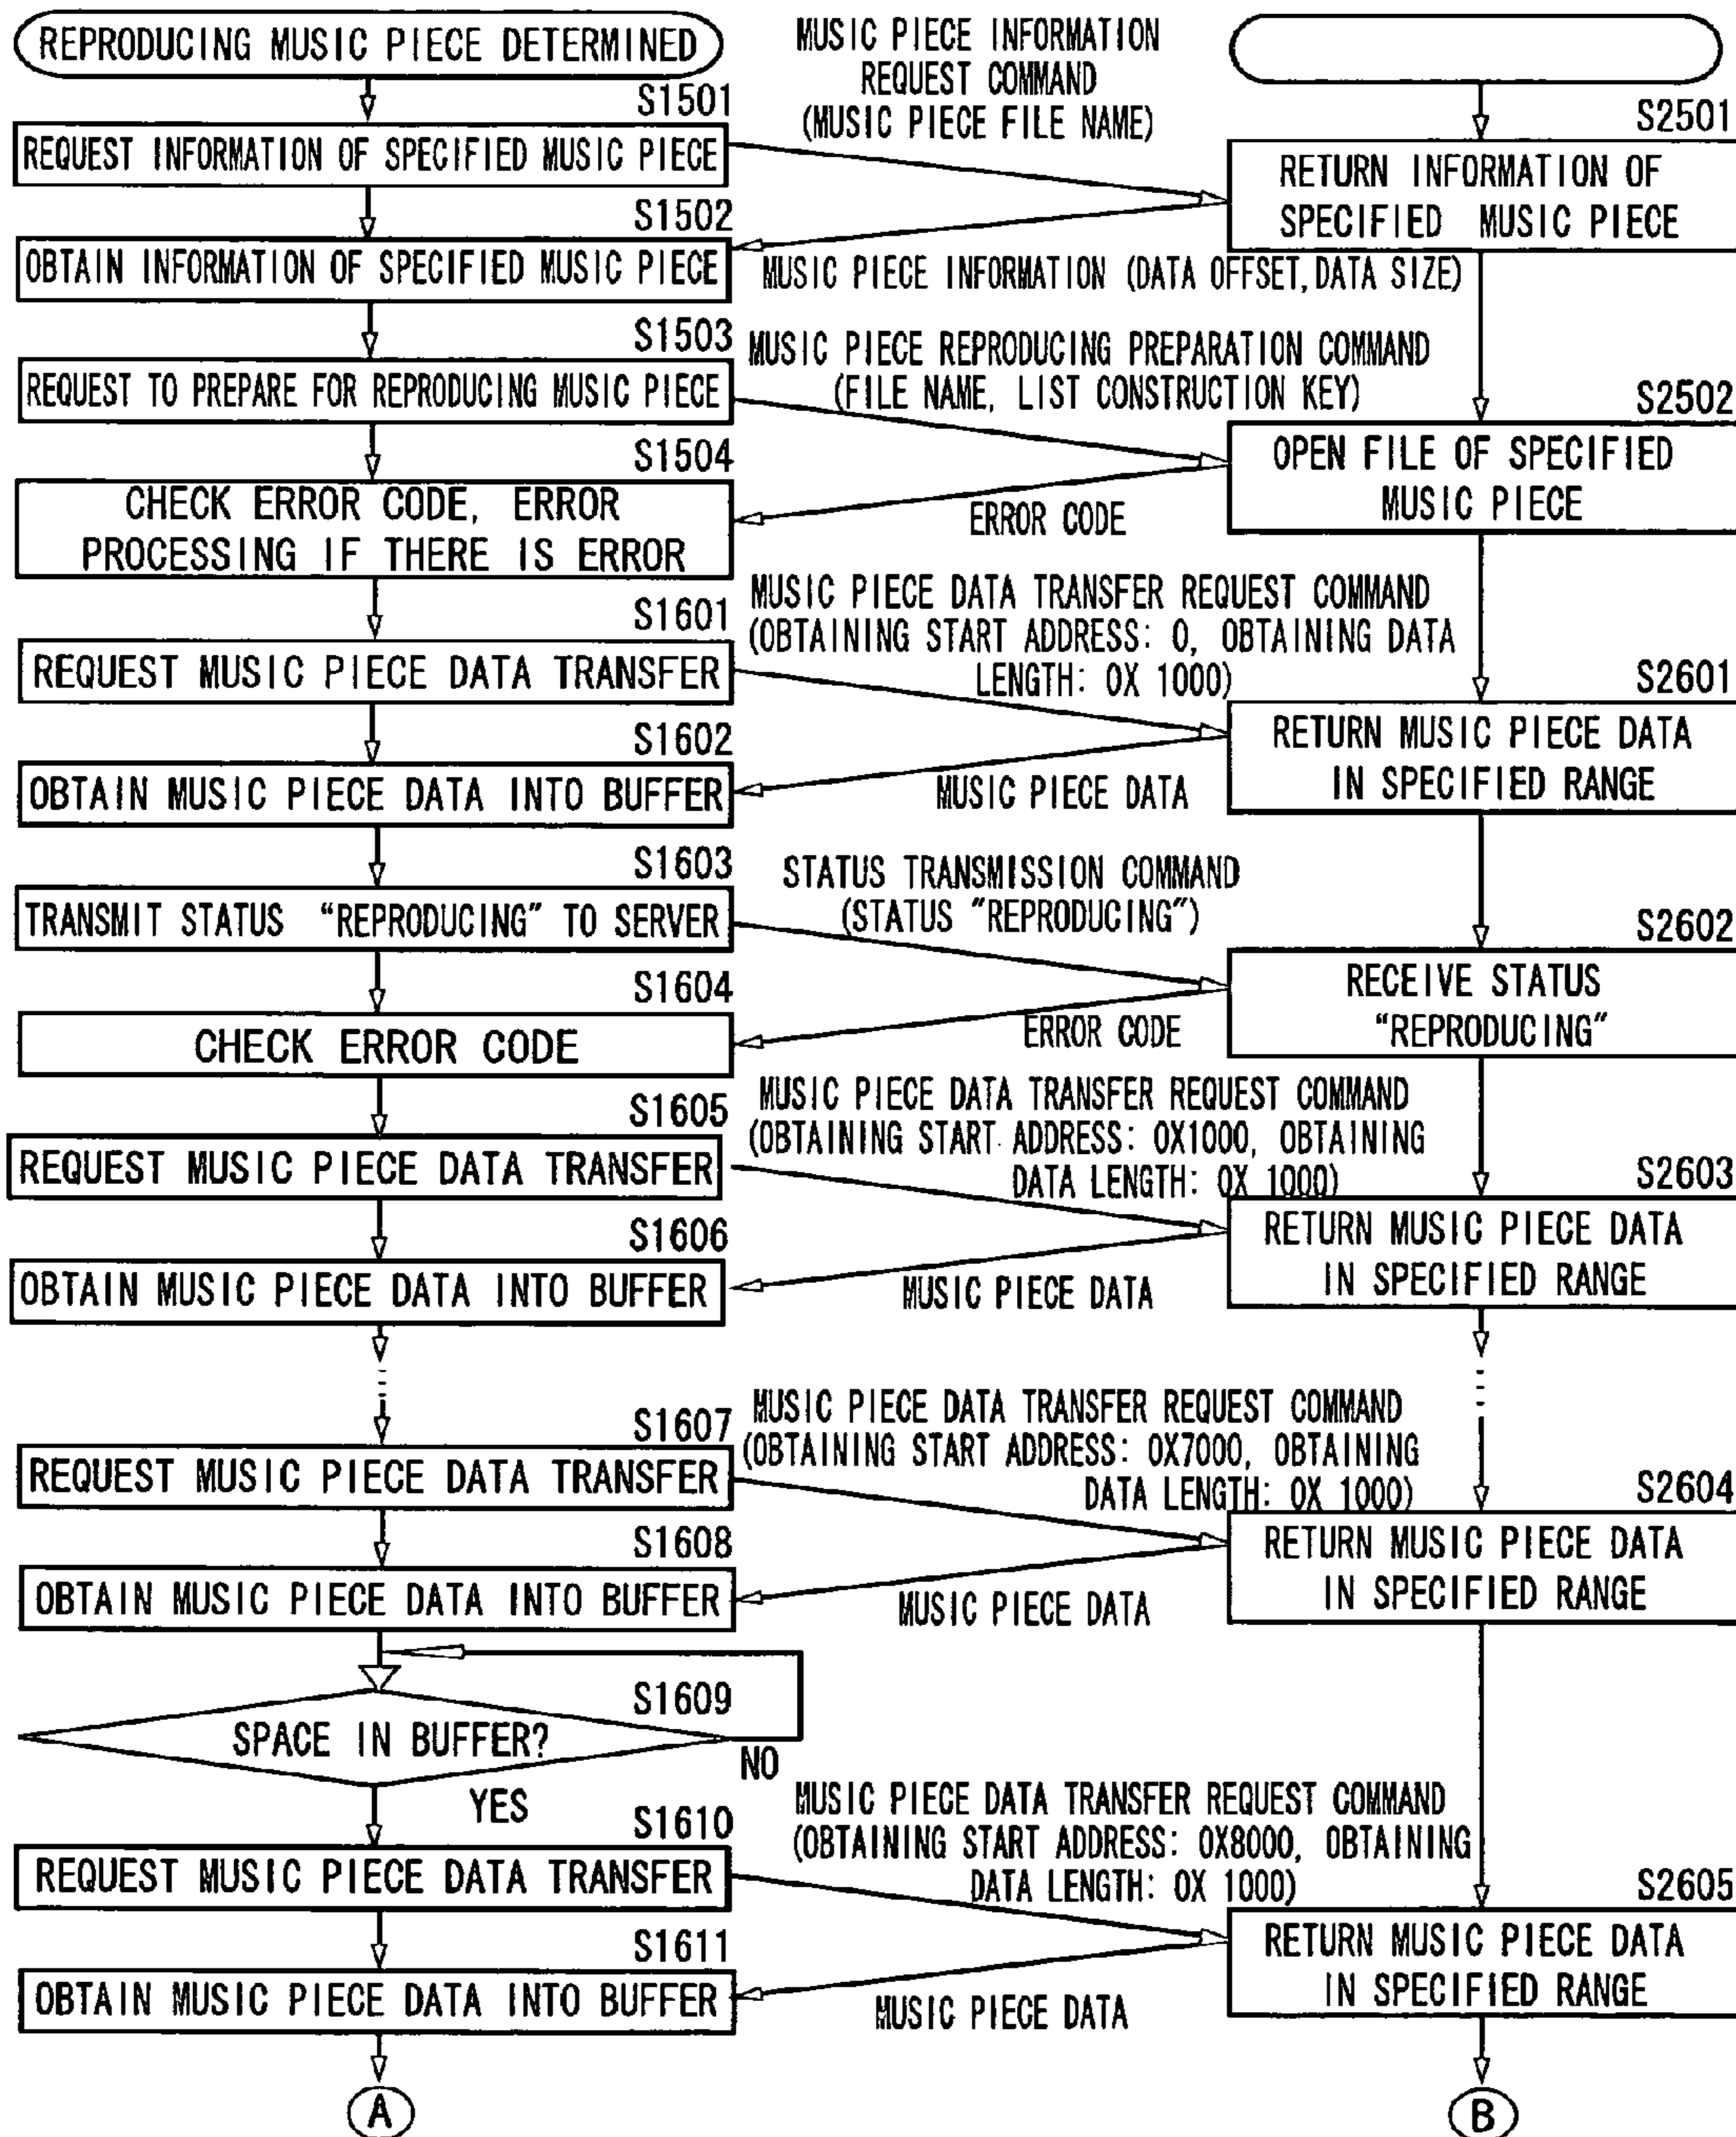 REPRODUCING MUSIC PIECE DETERMINED
MUSIC PIECE INFORMATION
REQUEST COMMAND
(MUSIC PIECE FILE NAME)
S1501
REQUEST INFORMATION OF SPECIFIED MUSIC PIECE
S2501
RETURN INFORMATION OF
SPECIFIED MUSIC PIECE
S1502
OBTAIN INFORMATION OF SPECIFIED MUSIC PIECE
MUSIC PIECE INFORMATION (DATA OFFSET, DATA SIZE)
S1503
REQUEST TO PREPARE FOR REPRODUCING MUSIC PIECE
MUSIC PIECE REPRODUCING PREPARATION COMMAND
(FILE NAME, LIST CONSTRUCTION KEY)
S2502
OPEN FILE OF SPECIFIED
MUSIC PIECE
S1504
CHECK ERROR CODE, ERROR
PROCESSING IF THERE IS ERROR
ERROR CODE
S1601
REQUEST MUSIC PIECE DATA TRANSFER
MUSIC PIECE DATA TRANSFER REQUEST COMMAND
(OBTAINING START ADDRESS: 0, OBTAINING DATA
LENGTH: 0X 1000)
S2601
RETURN MUSIC PIECE DATA
IN SPECIFIED RANGE
S1602
OBTAIN MUSIC PIECE DATA INTO BUFFER
MUSIC PIECE DATA
S1603
TRANSMIT STATUS “REPRODUCING” TO SERVER
STATUS TRANSMISSION COMMAND
(STATUS "REPRODUCING")
S2602
RECEIVE STATUS
“REPRODUCING”
S1604
CHECK ERROR CODE
ERROR CODE
S1605
REQUEST MUSIC PIECE DATA TRANSFER
MUSIC PIECE DATA TRANSFER REQUEST COMMAND
(OBTAINING START ADDRESS: 0X1000, OBTAINING
DATA LENGTH: 0X 1000)
S2603
RETURN MUSIC PIECE DATA
IN SPECIFIED RANGE
S1606
OBTAIN MUSIC PIECE DATA INTO BUFFER
MUSIC PIECE DATA
S1607
REQUEST MUSIC PIECE DATA TRANSFER
MUSIC PIECE DATA TRANSFER REQUEST COMMAND
(OBTAINING START ADDRESS: 0X7000, OBTAINING
DATA LENGTH: 0X 1000)
S2604
RETURN MUSIC PIECE DATA
IN SPECIFIED RANGE
S1608
OBTAIN MUSIC PIECE DATA INTO BUFFER
MUSIC PIECE DATA
S1609
SPACE IN BUFFER?
NO
YES
S1610
REQUEST MUSIC PIECE DATA TRANSFER
MUSIC PIECE DATA TRANSFER REQUEST COMMAND
(OBTAINING START ADDRESS: 0X8000, OBTAINING
DATA LENGTH: 0X 1000)
S2605
RETURN MUSIC PIECE DATA
IN SPECIFIED RANGE
S1611
OBTAIN MUSIC PIECE DATA INTO BUFFER
MUSIC PIECE DATA
A
B